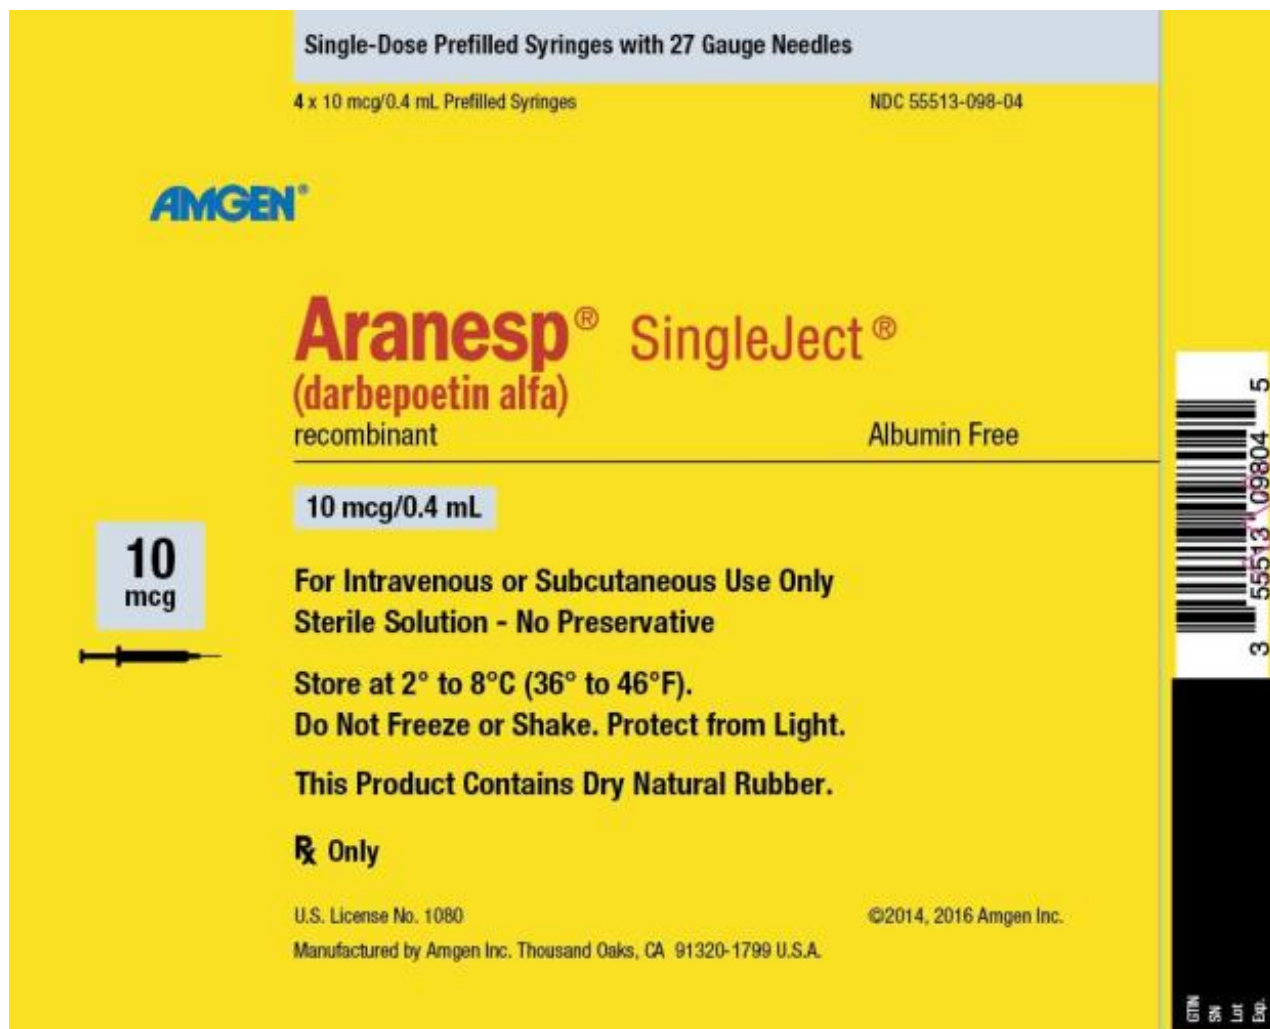 Single-Dose Prefilled Syringes with 27 Gauge Needles
4 x 10 mcg/0.4 mL Prefilled Syringes NDC 55513-098-04
AMGEN®
Aranesp® SingleJect®
(darbepoetin alfa)
recombinant Albumin Free
10 mcg/0.4 mL
10
mcg
For Intravenous or Subcutaneous Use Only
Sterile Solution - No Preservative
Store at 2° to 8°C (36° to 46°F).
Do Not Freeze or Shake. Protect from Light.
This Product Contains Dry Natural Rubber.
℞ Only
U.S. License No. 1080 ©2014, 2016 Amgen Inc.
Manufactured by Amgen Inc. Thousand Oaks, CA 91320-1799 U.S.A.
3 55513 09804 5
GTIN
SN
Lot
Exp.